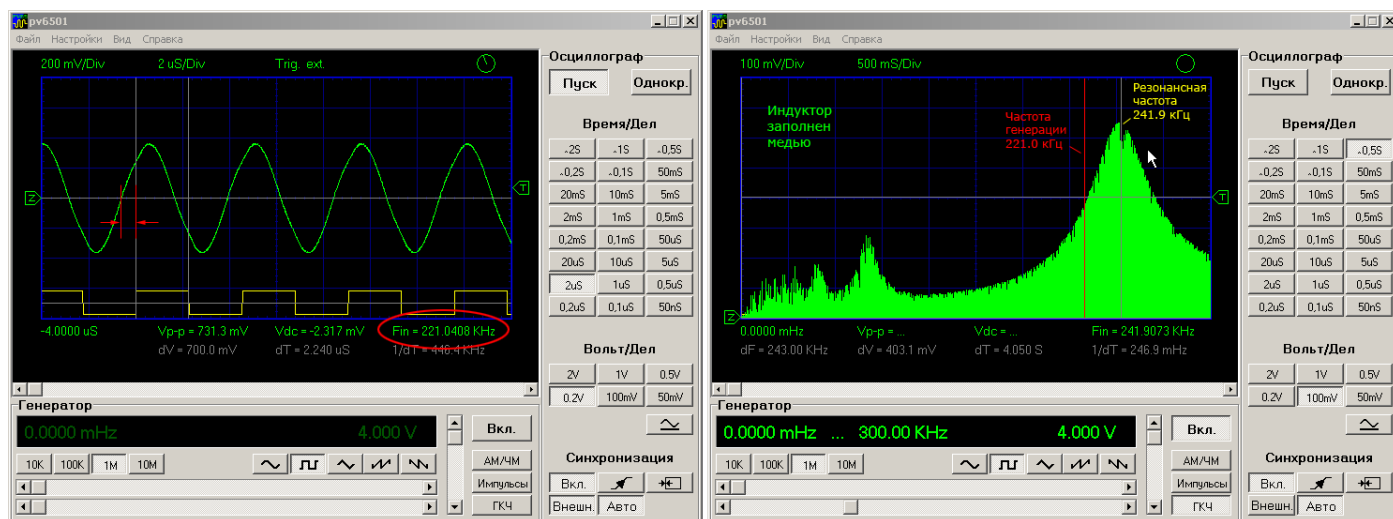 pv6501
Файл Настройки Вид Справка
200 mV/Div 2 uS/Div Trig. ext.
Z
T
-4.0000 uS Vp-p = 731.3 mV Vdc = -2.317 mV Fin = 221.0408 KHz
dV = 700.0 mV dT = 2.240 uS 1/dT = 446.4 KHz
Генератор
0.0000 mHz 4.000 V
Вкл.
10K 100K 1M 10M
АМ/ЧМ
Импульсы
ГКЧ
Осциллограф
Пуск Однокр.
Время/Дел
.2S .1S .0,5S
.0,2S .0,1S 50mS
20mS 10mS 5mS
2mS 1mS 0,5mS
0,2mS 0,1mS 50uS
20uS 10uS 5uS
2uS 1uS 0,5uS
0,2uS 0,1uS 50nS
Вольт/Дел
2V 1V 0.5V
0.2V 100mV 50mV
Синхронизация
Вкл.
Внешн. Авто
pv6501
Файл Настройки Вид Справка
100 mV/Div 500 mS/Div
Индуктор
заполнен
медью
Частота
генерации
221.0 кГц
Резонансная
частота
241.9 кГц
T
Z
0.0000 mHz Vp-p = ... Vdc = ... Fin = 241.9073 KHz
dF = 243.00 KHz dV = 403.1 mV dT = 4.050 S 1/dT = 246.9 mHz
Генератор
0.0000 mHz ... 300.00 KHz 4.000 V
Вкл.
10K 100K 1M 10M
АМ/ЧМ
Импульсы
ГКЧ
Осциллограф
Пуск Однокр.
Время/Дел
.2S .1S .0,5S
.0,2S .0,1S 50mS
20mS 10mS 5mS
2mS 1mS 0,5mS
0,2mS 0,1mS 50uS
20uS 10uS 5uS
2uS 1uS 0,5uS
0,2uS 0,1uS 50nS
Вольт/Дел
2V 1V 0.5V
0.2V 100mV 50mV
Синхронизация
Вкл.
Внешн. Авто